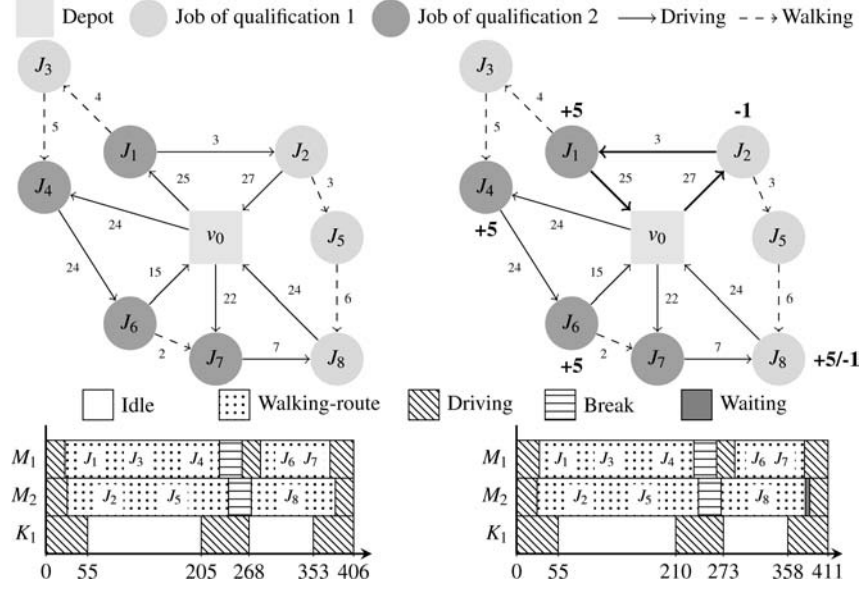 Depot Job of qualification 1 Job of qualification 2 Driving Walking
J3 J3
4 4 +5 -1
5 3 5 3
J1 J2 J1 J2
25 27 3 25 27 3
J4 J4
24 v0 J5 +5 24 v0 J5
24 15 24 15
22 24 6 22 24 6
J6 J6
2 7 +5 2 7
J7 J8 J7 J8 +5/-1
Idle Walking-route Driving Break Waiting
M1 J1 J3 J4 J6 J7 M1 J1 J3 J4 J6 J7
M2 J2 J5 J8 M2 J2 J5 J8
K1 K1
0 55 205 268 353 406 0 55 210 273 358 411